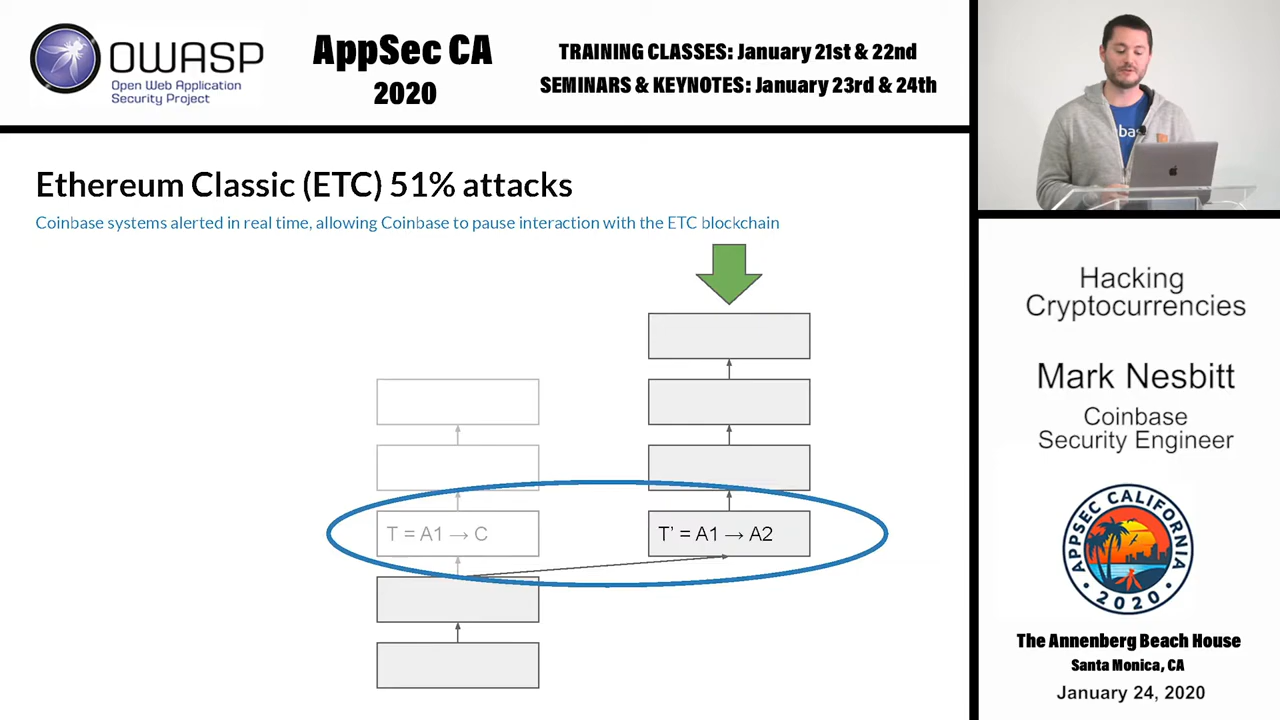 OWASP
Open Web Application
Security Project
AppSec CA
2020
TRAINING CLASSES: January 21st & 22nd
SEMINARS & KEYNOTES: January 23rd & 24th
Ethereum Classic (ETC) 51% attacks
Coinbase systems alerted in real time, allowing Coinbase to pause interaction with the ETC blockchain
T = A1 → C
T' = A1 → A2
Hacking
Cryptocurrencies
Mark Nesbitt
Coinbase
Security Engineer
APPSEC CALIFORNIA
• 2020 •
The Annenberg Beach House
Santa Monica, CA
January 24, 2020